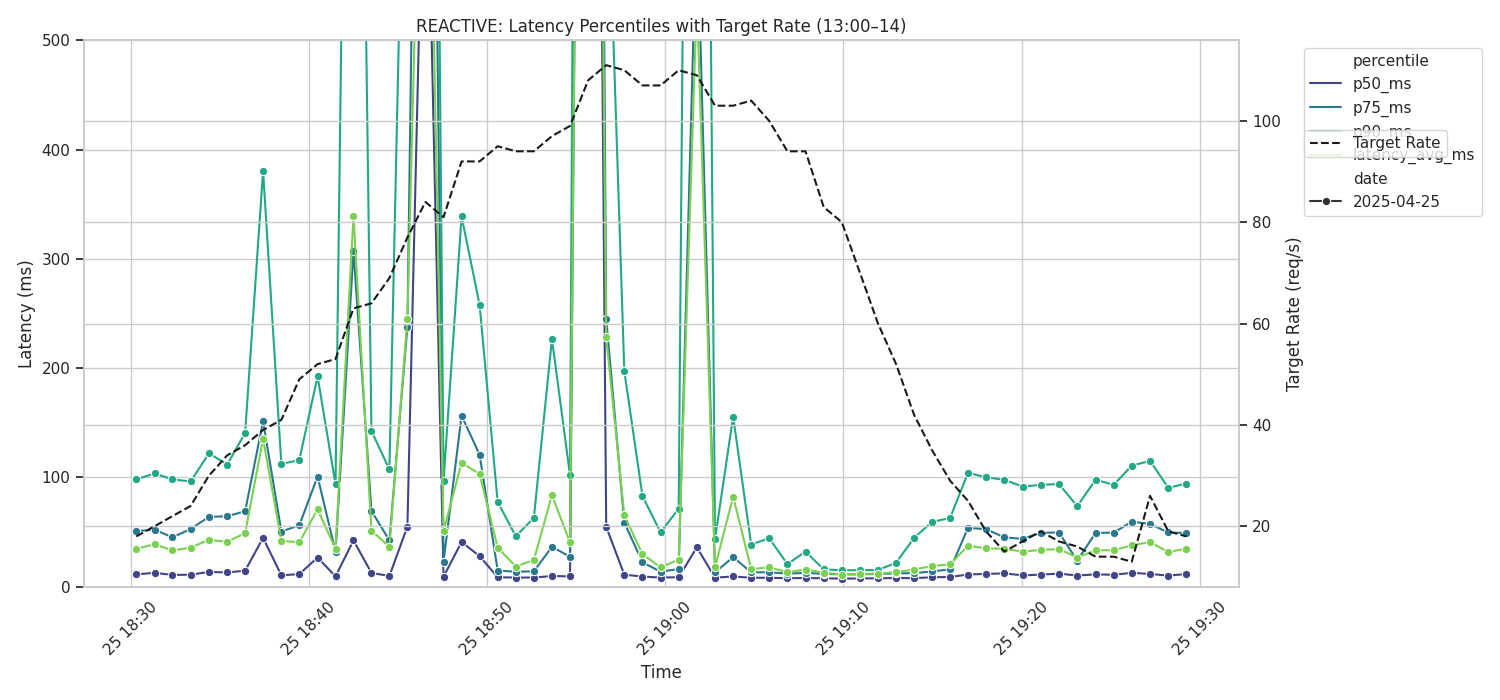 REACTIVE: Latency Percentiles with Target Rate (13:00–14)
500
400
300
200
100
0
Latency (ms)
100
80
60
40
20
Target Rate (req/s)
25 18:30
25 18:40
25 18:50
25 19:00
25 19:10
25 19:20
25 19:30
Time
percentile
p50_ms
p75_ms
p90_ms
Target Rate
latency_avg_ms
date
2025-04-25